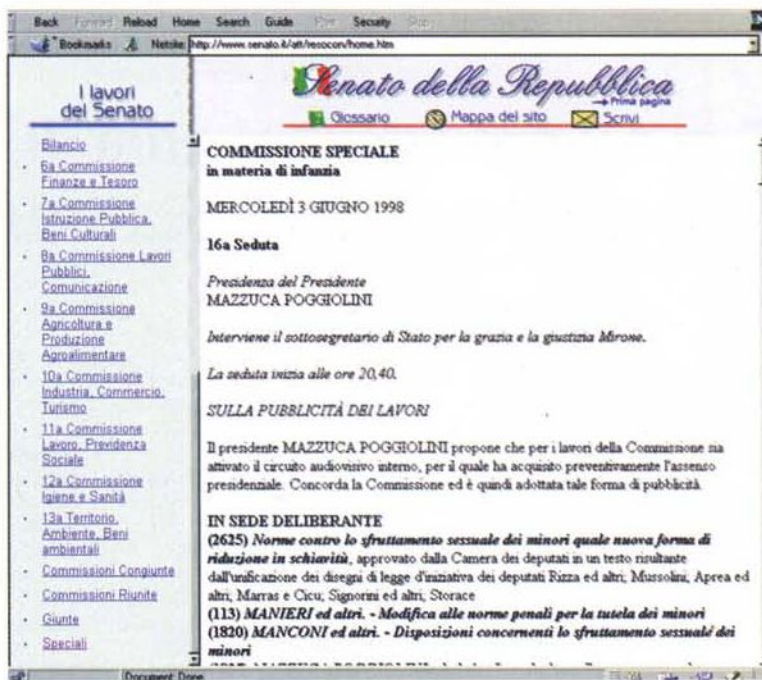 Back Forward Reload Home Search Guide Print Security Stop
Bookmarks Netsite: http://www.senato.it/att/resocon/home.htm
I lavori
del Senato
Bilancio
6a Commissione
Finanze e Tesoro
7a Commissione
Istruzione Pubblica,
Beni Culturali
8a Commissione Lavori
Pubblici,
Comunicazione
9a Commissione
Agricoltura e
Produzione
Agroalimentare
10a Commissione
Industria, Commercio,
Turismo
11a Commissione
Lavoro, Previdenza
Sociale
12a Commissione
Igiene e Sanità
13a Territorio,
Ambiente, Beni
ambientali
Commissioni Congiunte
Commissioni Riunite
Giunte
Speciali
Senato della Repubblica
Prima pagina
Glossario Mappa del sito Scrivi
COMMISSIONE SPECIALE
in materia di infanzia
MERCOLEDÌ 3 GIUGNO 1998
16a Seduta
Presidenza del Presidente
MAZZUCA POGGIOLINI
Interviene il sottosegretario di Stato per la grazia e la giustizia Mirone.
La seduta inizia alle ore 20,40.
SULLA PUBBLICITÀ DEI LAVORI
Il presidente MAZZUCA POGGIOLINI propone che per i lavori della Commissione sia
attivato il circuito audiovisivo interno, per il quale ha acquisito preventivamente l'assenso
presidenziale. Concorda la Commissione ed è quindi adottata tale forma di pubblicità.
IN SEDE DELIBERANTE
(2625) Norme contro lo sfruttamento sessuale dei minori quale nuova forma di
riduzione in schiavitù, approvato dalla Camera dei deputati in un testo risultante
dall'unificazione dei disegni di legge d'iniziativa dei deputati Rizza ed altri; Mussolini; Aprea ed
altri; Marras e Cicu; Signorini ed altri; Storace
(113) MANIERI ed altri. - Modifica alle norme penali per la tutela dei minori
(1820) MANCONI ed altri. - Disposizioni concernenti lo sfruttamento sessuale dei
minori
Document: Done